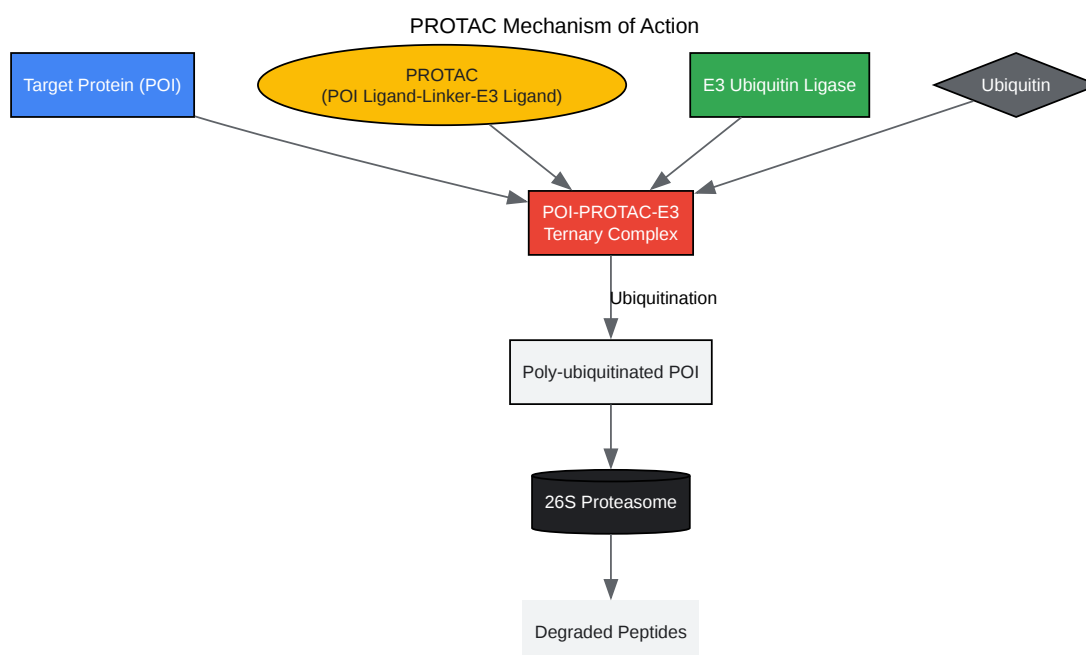 PROTAC Mechanism of Action
Target Protein (POI)
PROTAC
(POI Ligand-Linker-E3 Ligand)
E3 Ubiquitin Ligase
Ubiquitin
POI-PROTAC-E3
Ternary Complex
Ubiquitination
Poly-ubiquitinated POI
26S Proteasome
Degraded Peptides